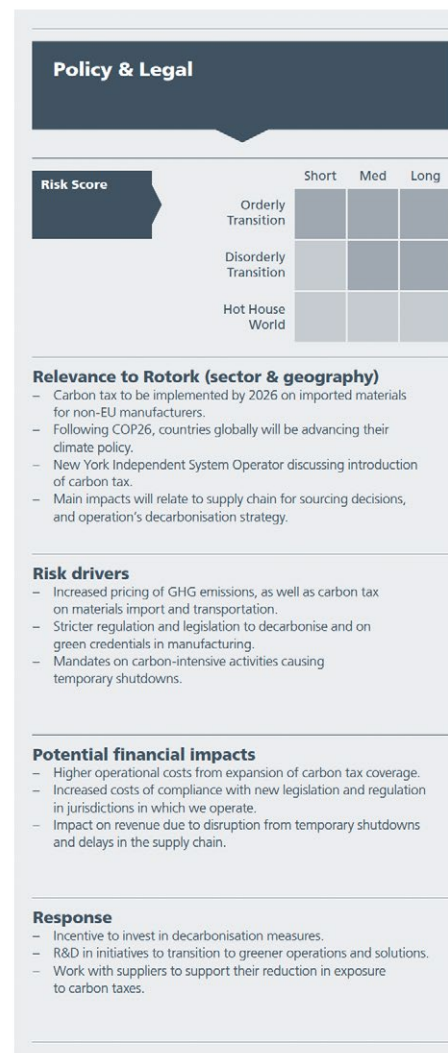 Policy & Legal
Risk Score
Short Med Long
Orderly
Transition
Disorderly
Transition
Hot House
World
Relevance to Rotork (sector & geography)
– Carbon tax to be implemented by 2026 on imported materials
for non-EU manufacturers.
– Following COP26, countries globally will be advancing their
climate policy.
– New York Independent System Operator discussing introduction
of carbon tax.
– Main impacts will relate to supply chain for sourcing decisions,
and operation's decarbonisation strategy.
Risk drivers
– Increased pricing of GHG emissions, as well as carbon tax
on materials import and transportation.
– Stricter regulation and legislation to decarbonise and on
green credentials in manufacturing.
– Mandates on carbon-intensive activities causing
temporary shutdowns.
Potential financial impacts
– Higher operational costs from expansion of carbon tax coverage.
– Increased costs of compliance with new legislation and regulation
in jurisdictions in which we operate.
– Impact on revenue due to disruption from temporary shutdowns
and delays in the supply chain.
Response
– Incentive to invest in decarbonisation measures.
– R&D in initiatives to transition to greener operations and solutions.
– Work with suppliers to support their reduction in exposure
to carbon taxes.